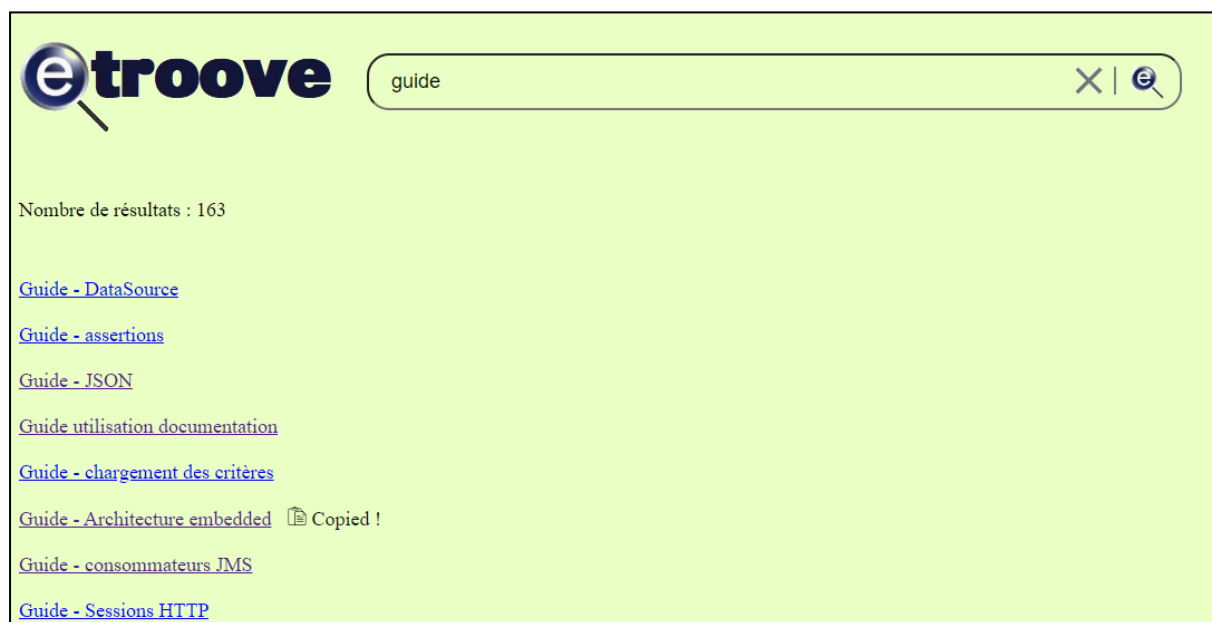 etroove
guide
Nombre de résultats : 163
Guide - DataSource
Guide - assertions
Guide - JSON
Guide utilisation documentation
Guide - chargement des critères
Guide - Architecture embedded Copied !
Guide - consommateurs JMS
Guide - Sessions HTTP